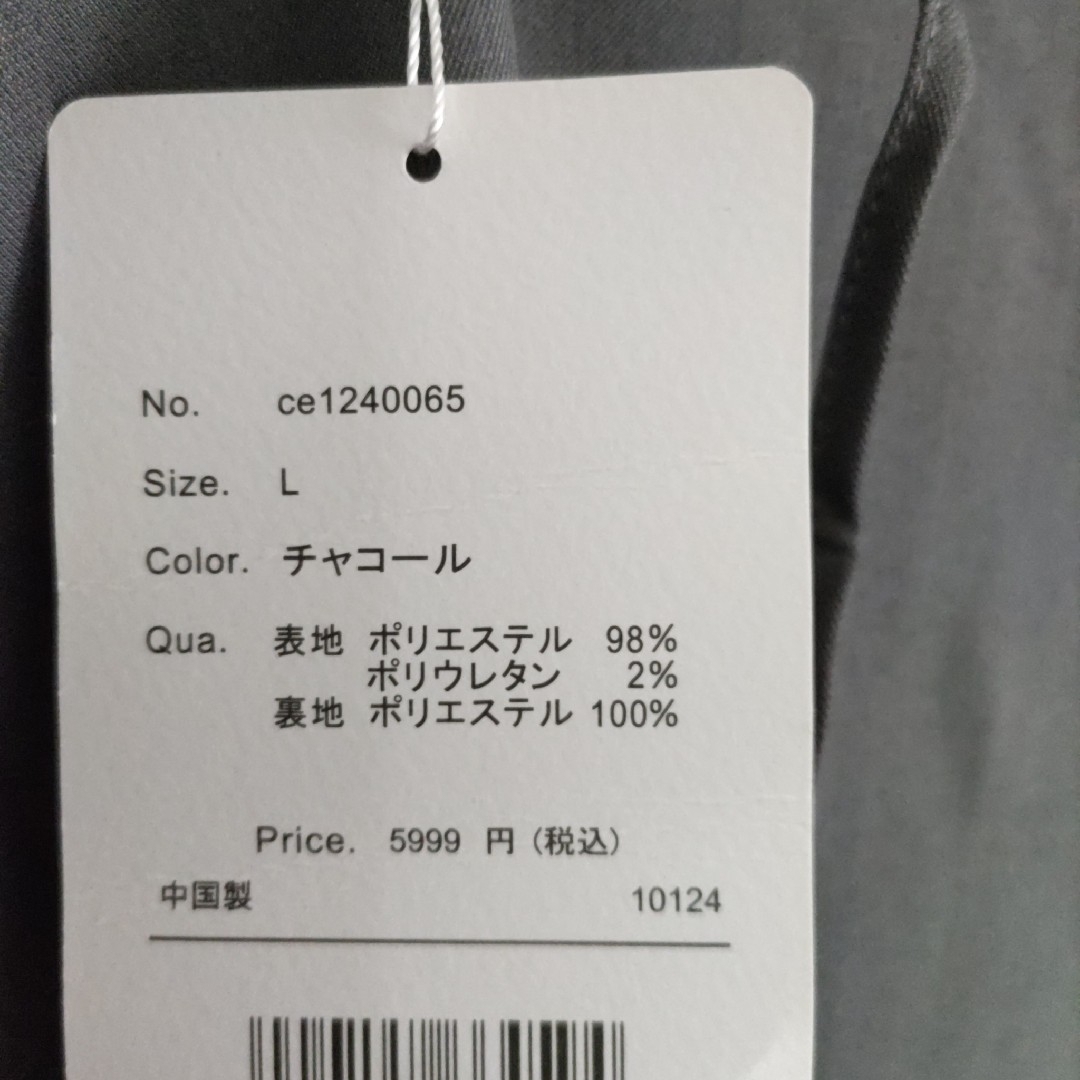 No. ce1240065
Size. L
Color. チャコール
Qua. 表地 ポリエステル 98%
ポリウレタン 2%
裏地 ポリエステル 100%
Price. 5999 円 (税込)
中国製 10124